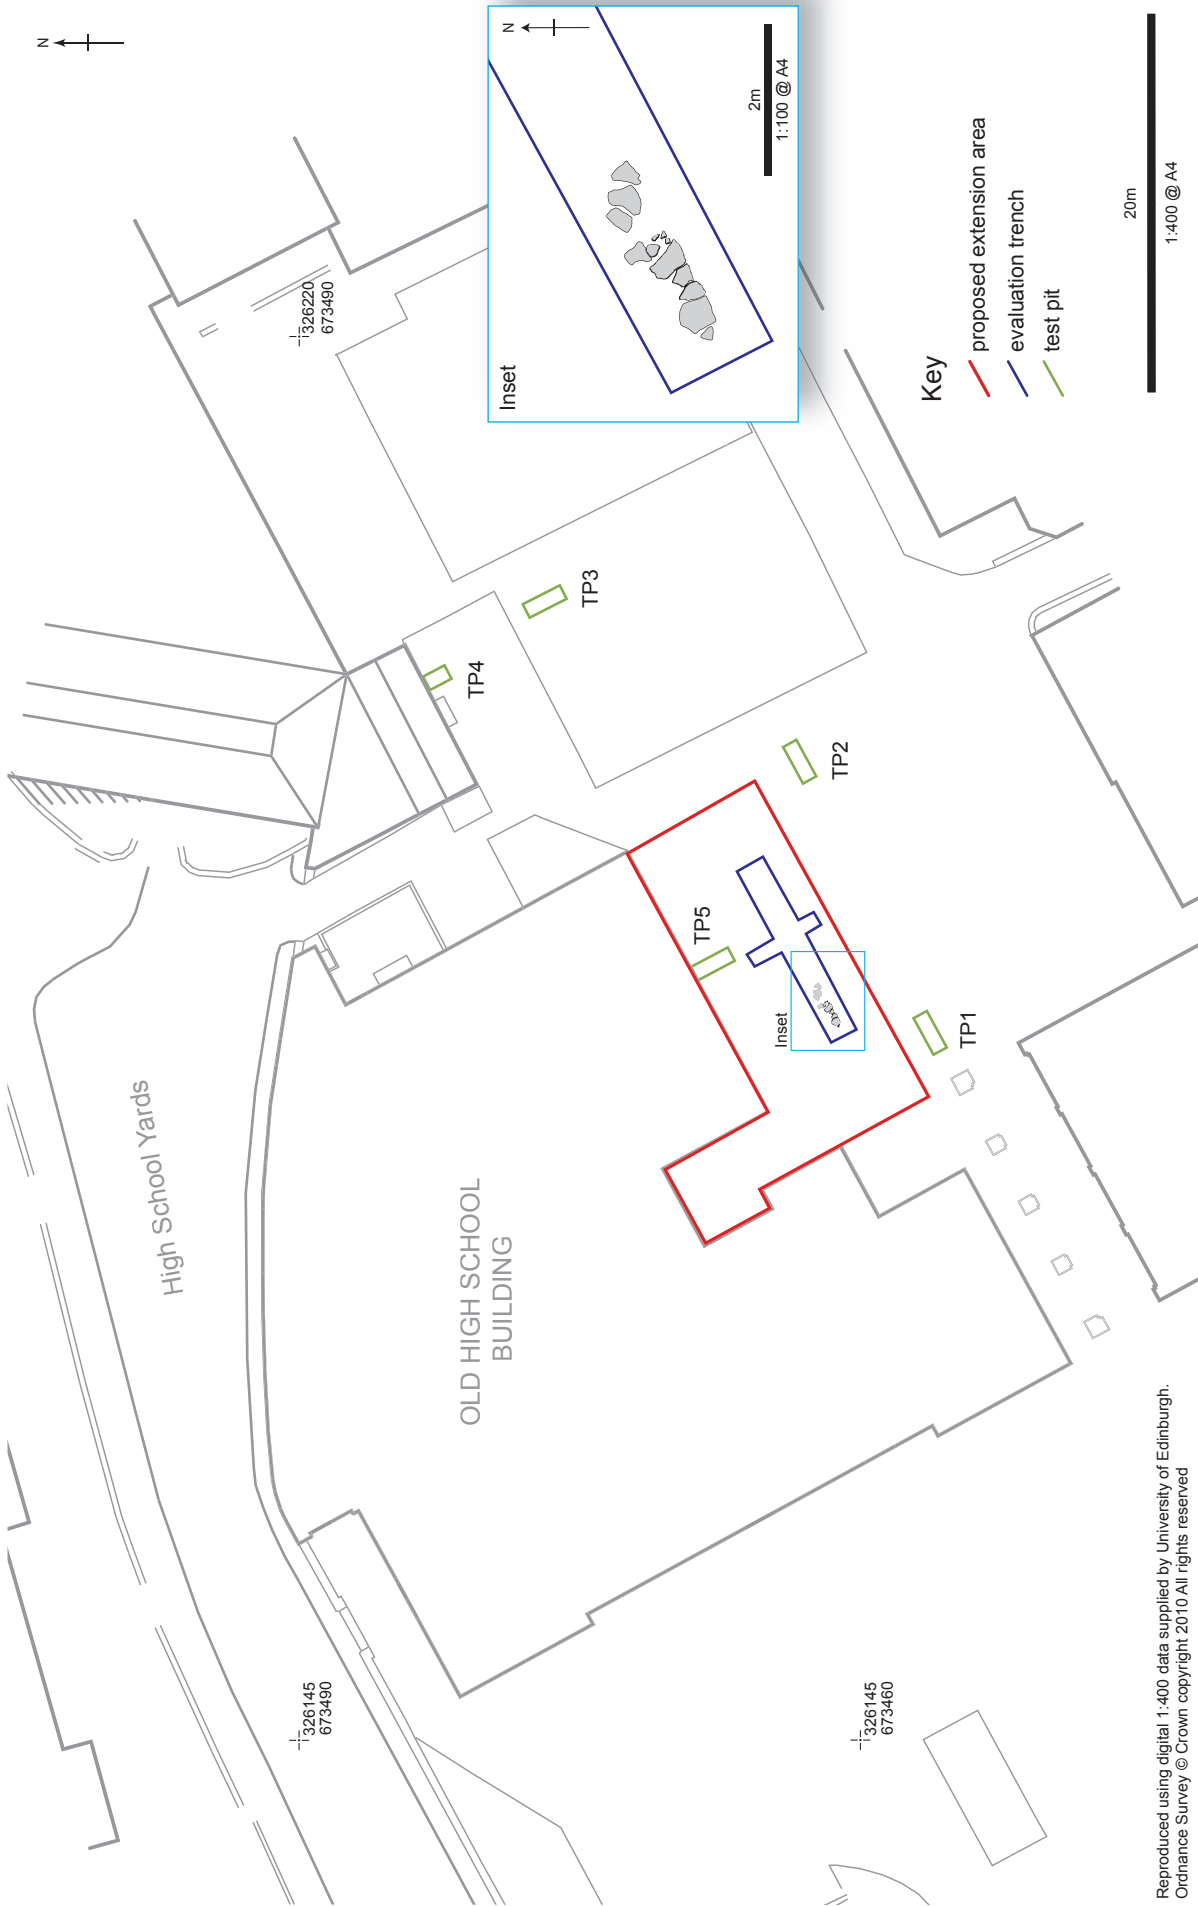 N
326220
673490
Inset
N
2m
1:100 @ A4
Key
proposed extension area
evaluation trench
test pit
20m
1:400 @ A4
High School Yards
OLD HIGH SCHOOL
BUILDING
TP4
TP3
TP2
TP5
Inset
TP1
326145
673490
326145
673460
Reproduced using digital 1:400 data supplied by University of Edinburgh.
Ordnance Survey © Crown copyright 2010 All rights reserved